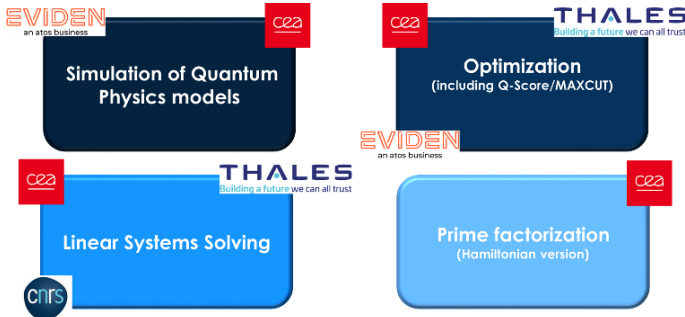 EVIDEN
an atos business
cea
Simulation of Quantum
Physics models
cea
THALES
Building a future we can all trust
Optimization
(including Q-Score/MAXCUT)
EVIDEN
an atos business
cea
THALES
Building a future we can all trust
Linear Systems Solving
cnrs
cea
Prime factorization
(Hamiltonian version)